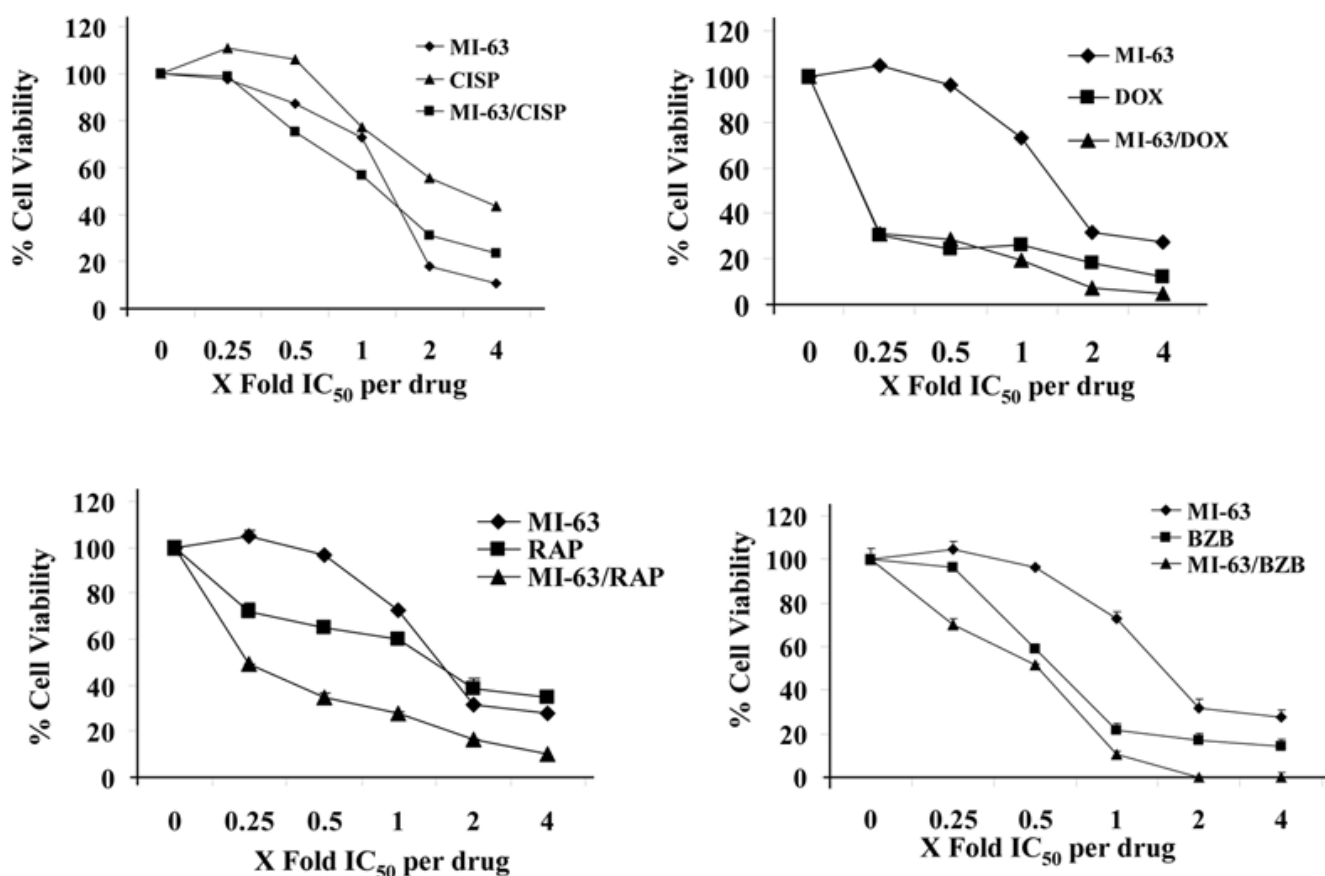 120
100
80
60
40
20
0
% Cell Viability
MI-63
CISP
MI-63/CISP
0 0.25 0.5 1 2 4
X Fold IC50 per drug
120
100
80
60
40
20
0
% Cell Viability
MI-63
DOX
MI-63/DOX
0 0.25 0.5 1 2 4
X Fold IC50 per drug
120
100
80
60
40
20
0
% Cell Viability
MI-63
RAP
MI-63/RAP
0 0.25 0.5 1 2 4
X Fold IC50 per drug
120
100
80
60
40
20
0
% Cell Viability
MI-63
BZB
MI-63/BZB
0 0.25 0.5 1 2 4
X Fold IC50 per drug